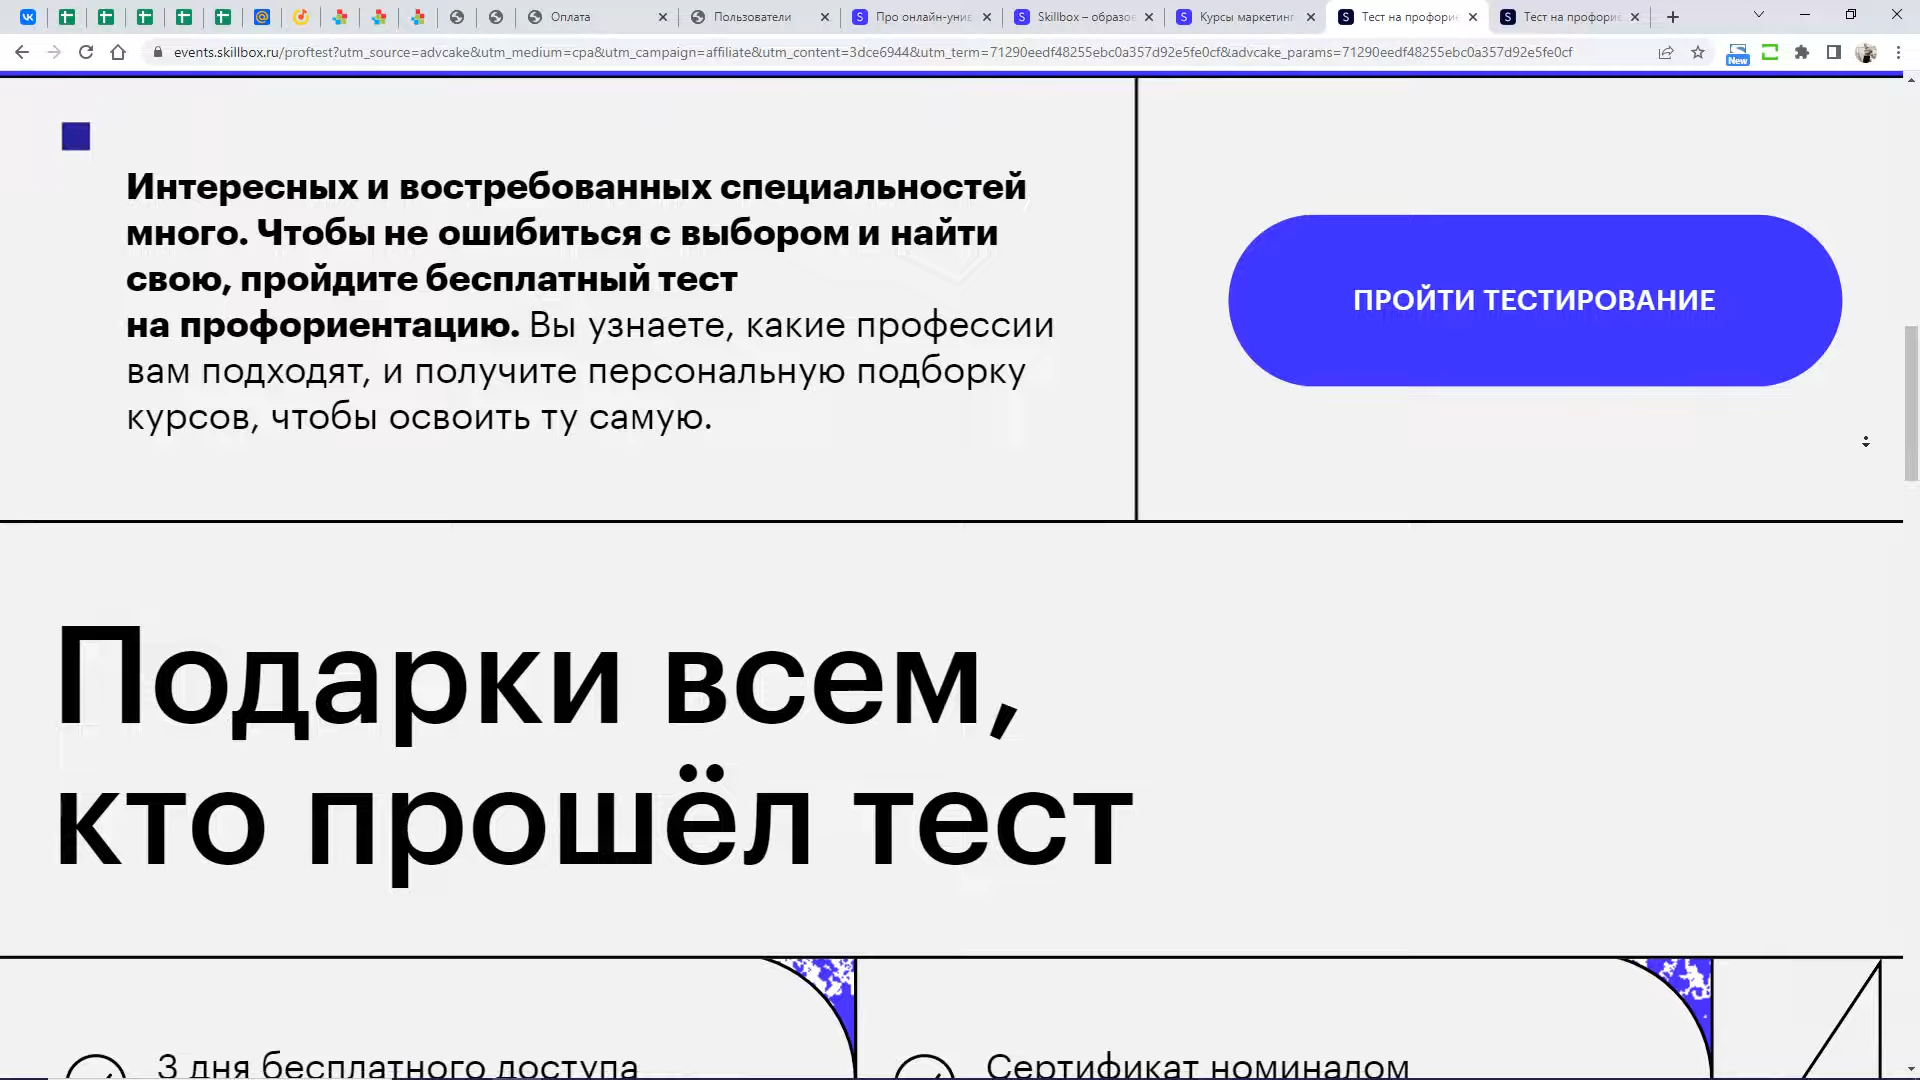 Оплата
Пользователи
Про онлайн-унив
Skillbox – образо
Курсы маркетинг
Тест на профори
Тест на профори
events.skillbox.ru/proftest?utm_source=advcake&utm_medium=cpa&utm_campaign=affiliate&utm_content=3dce6944&utm_term=71290eedf48255ebc0a357d92e5fe0cf&advcake_params=71290eedf48255ebc0a357d92e5fe0cf
New
Интересных и востребованных специальностей
много. Чтобы не ошибиться с выбором и найти
свою, пройдите бесплатный тест
на профориентацию. Вы узнаете, какие профессии
вам подходят, и получите персональную подборку
курсов, чтобы освоить ту самую.
ПРОЙТИ ТЕСТИРОВАНИЕ
Подарки всем,
кто прошёл тест
3 дня бесплатного доступа
Сертификат номиналом